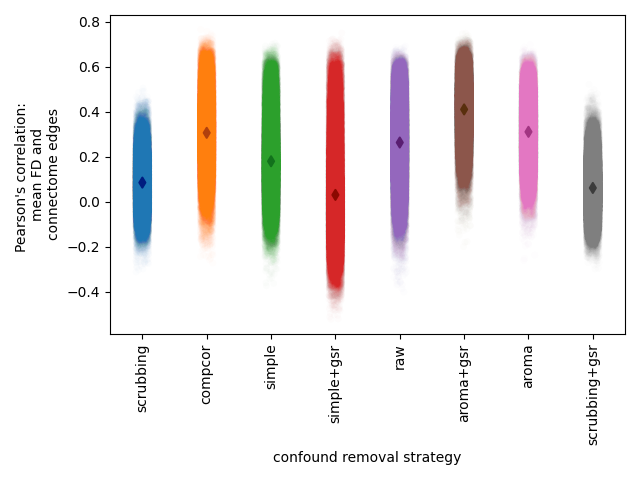 Pearson's correlation:
mean FD and
connectome edges
0.8
0.6
0.4
0.2
0.0
−0.2
−0.4
scrubbing
compcor
simple
simple+gsr
raw
aroma+gsr
aroma
scrubbing+gsr
confound removal strategy